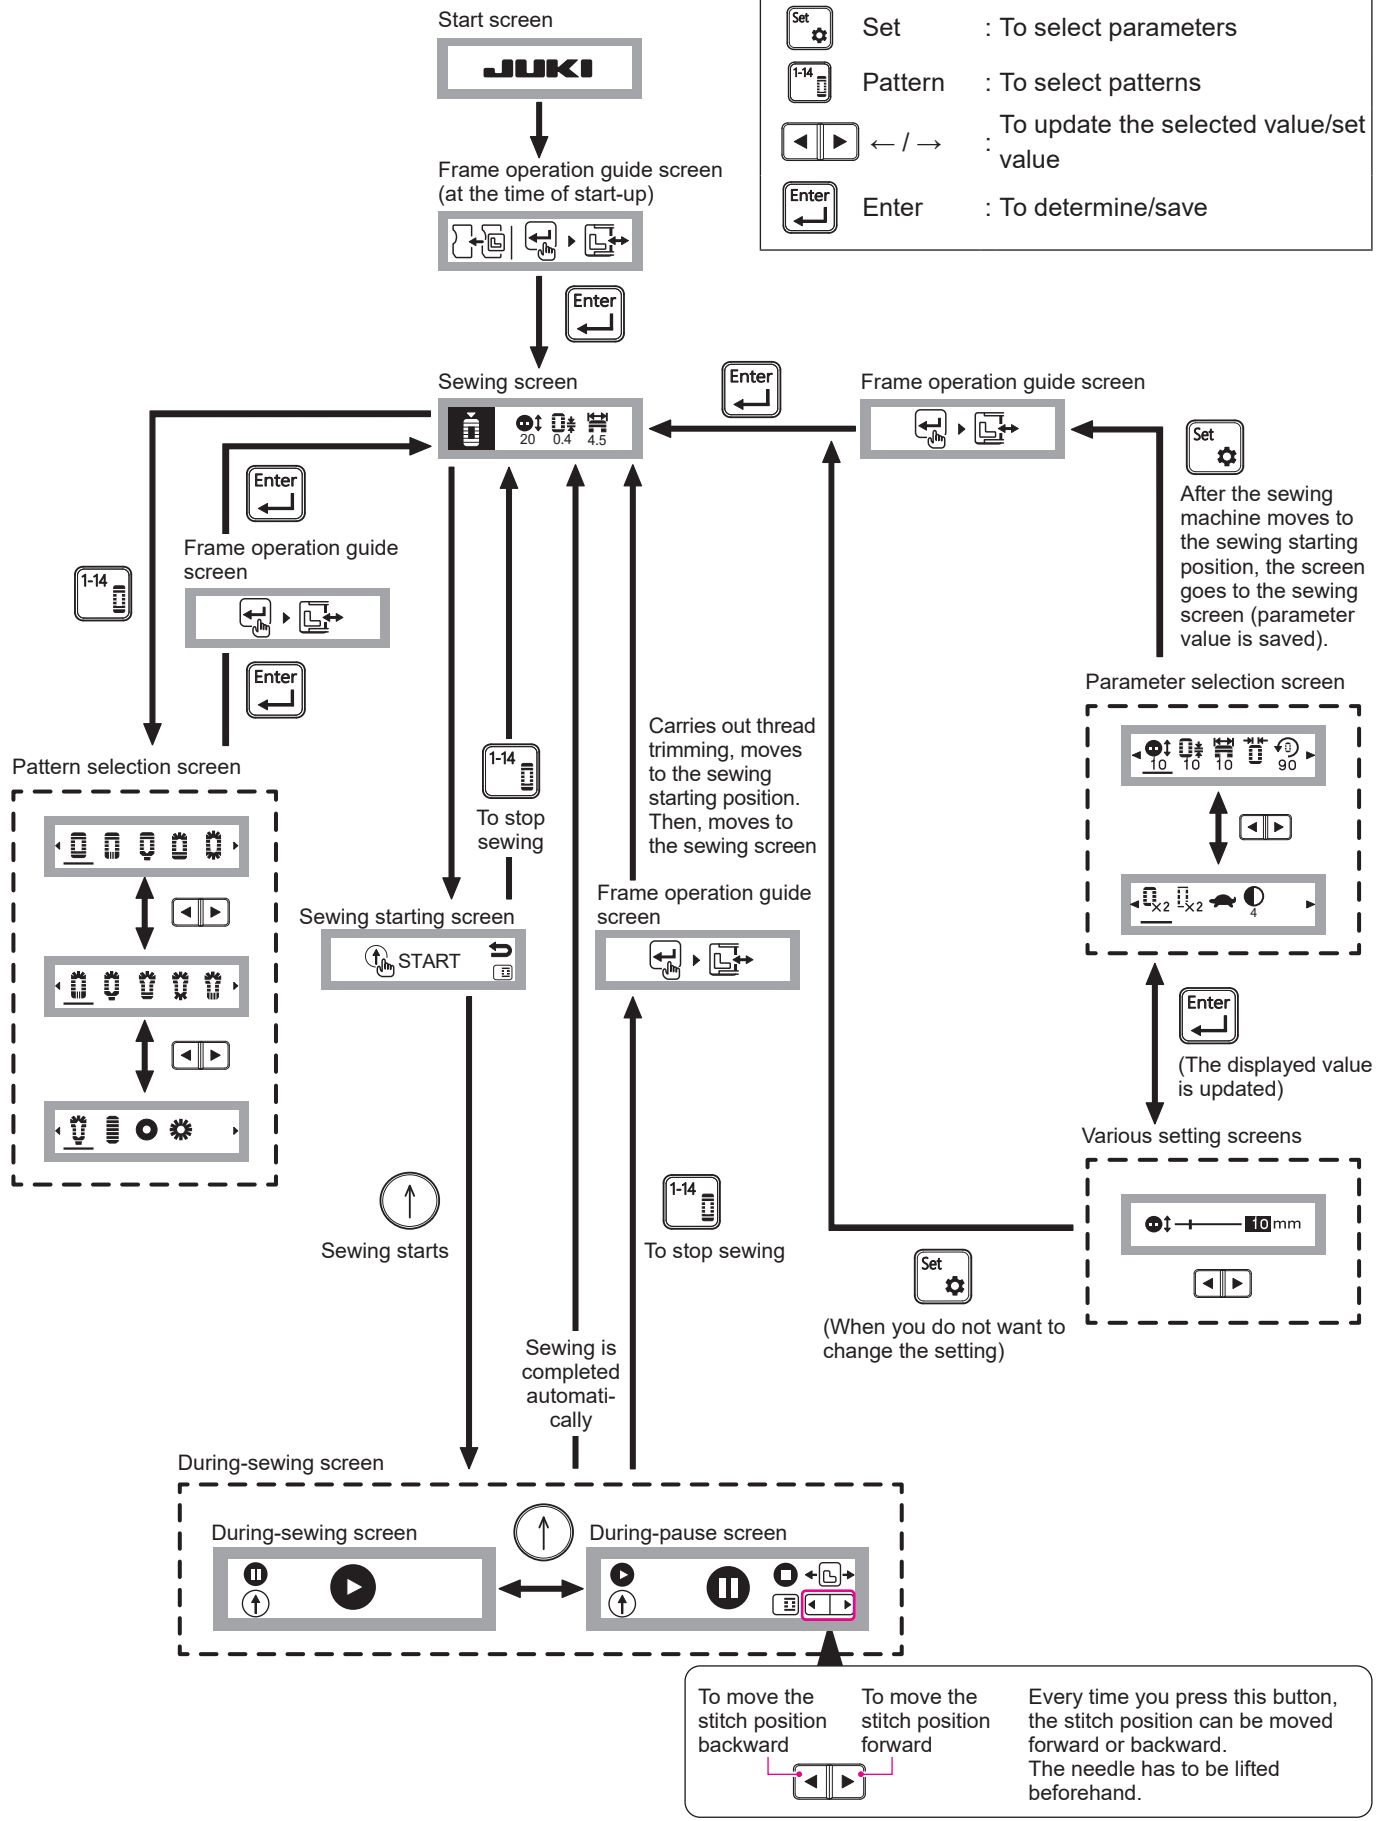 Start screen
JUKI
Set
Set
: To select parameters
1-14
Pattern
: To select patterns
← / →
: To update the selected value/set
value
Enter
Enter
: To determine/save
Frame operation guide screen
(at the time of start-up)
Enter
Sewing screen
20
0.4
4.5
Enter
Frame operation guide screen
Set
After the sewing
machine moves to
the sewing starting
position, the screen
goes to the sewing
screen (parameter
value is saved).
Enter
Frame operation guide
screen
1-14
Enter
Pattern selection screen
1-14
To stop
sewing
Carries out thread
trimming, moves
to the sewing
starting position.
Then, moves to
the sewing screen
Parameter selection screen
10
10
10
90
×2
×2
4
Sewing starting screen
START
Frame operation guide
screen
Enter
(The displayed value
is updated)
Various setting screens
10 mm
Sewing starts
1-14
To stop sewing
Set
(When you do not want to
change the setting)
Sewing is
completed
automati-
cally
During-sewing screen
During-sewing screen
During-pause screen
To move the
stitch position
backward
To move the
stitch position
forward
Every time you press this button,
the stitch position can be moved
forward or backward.
The needle has to be lifted
beforehand.